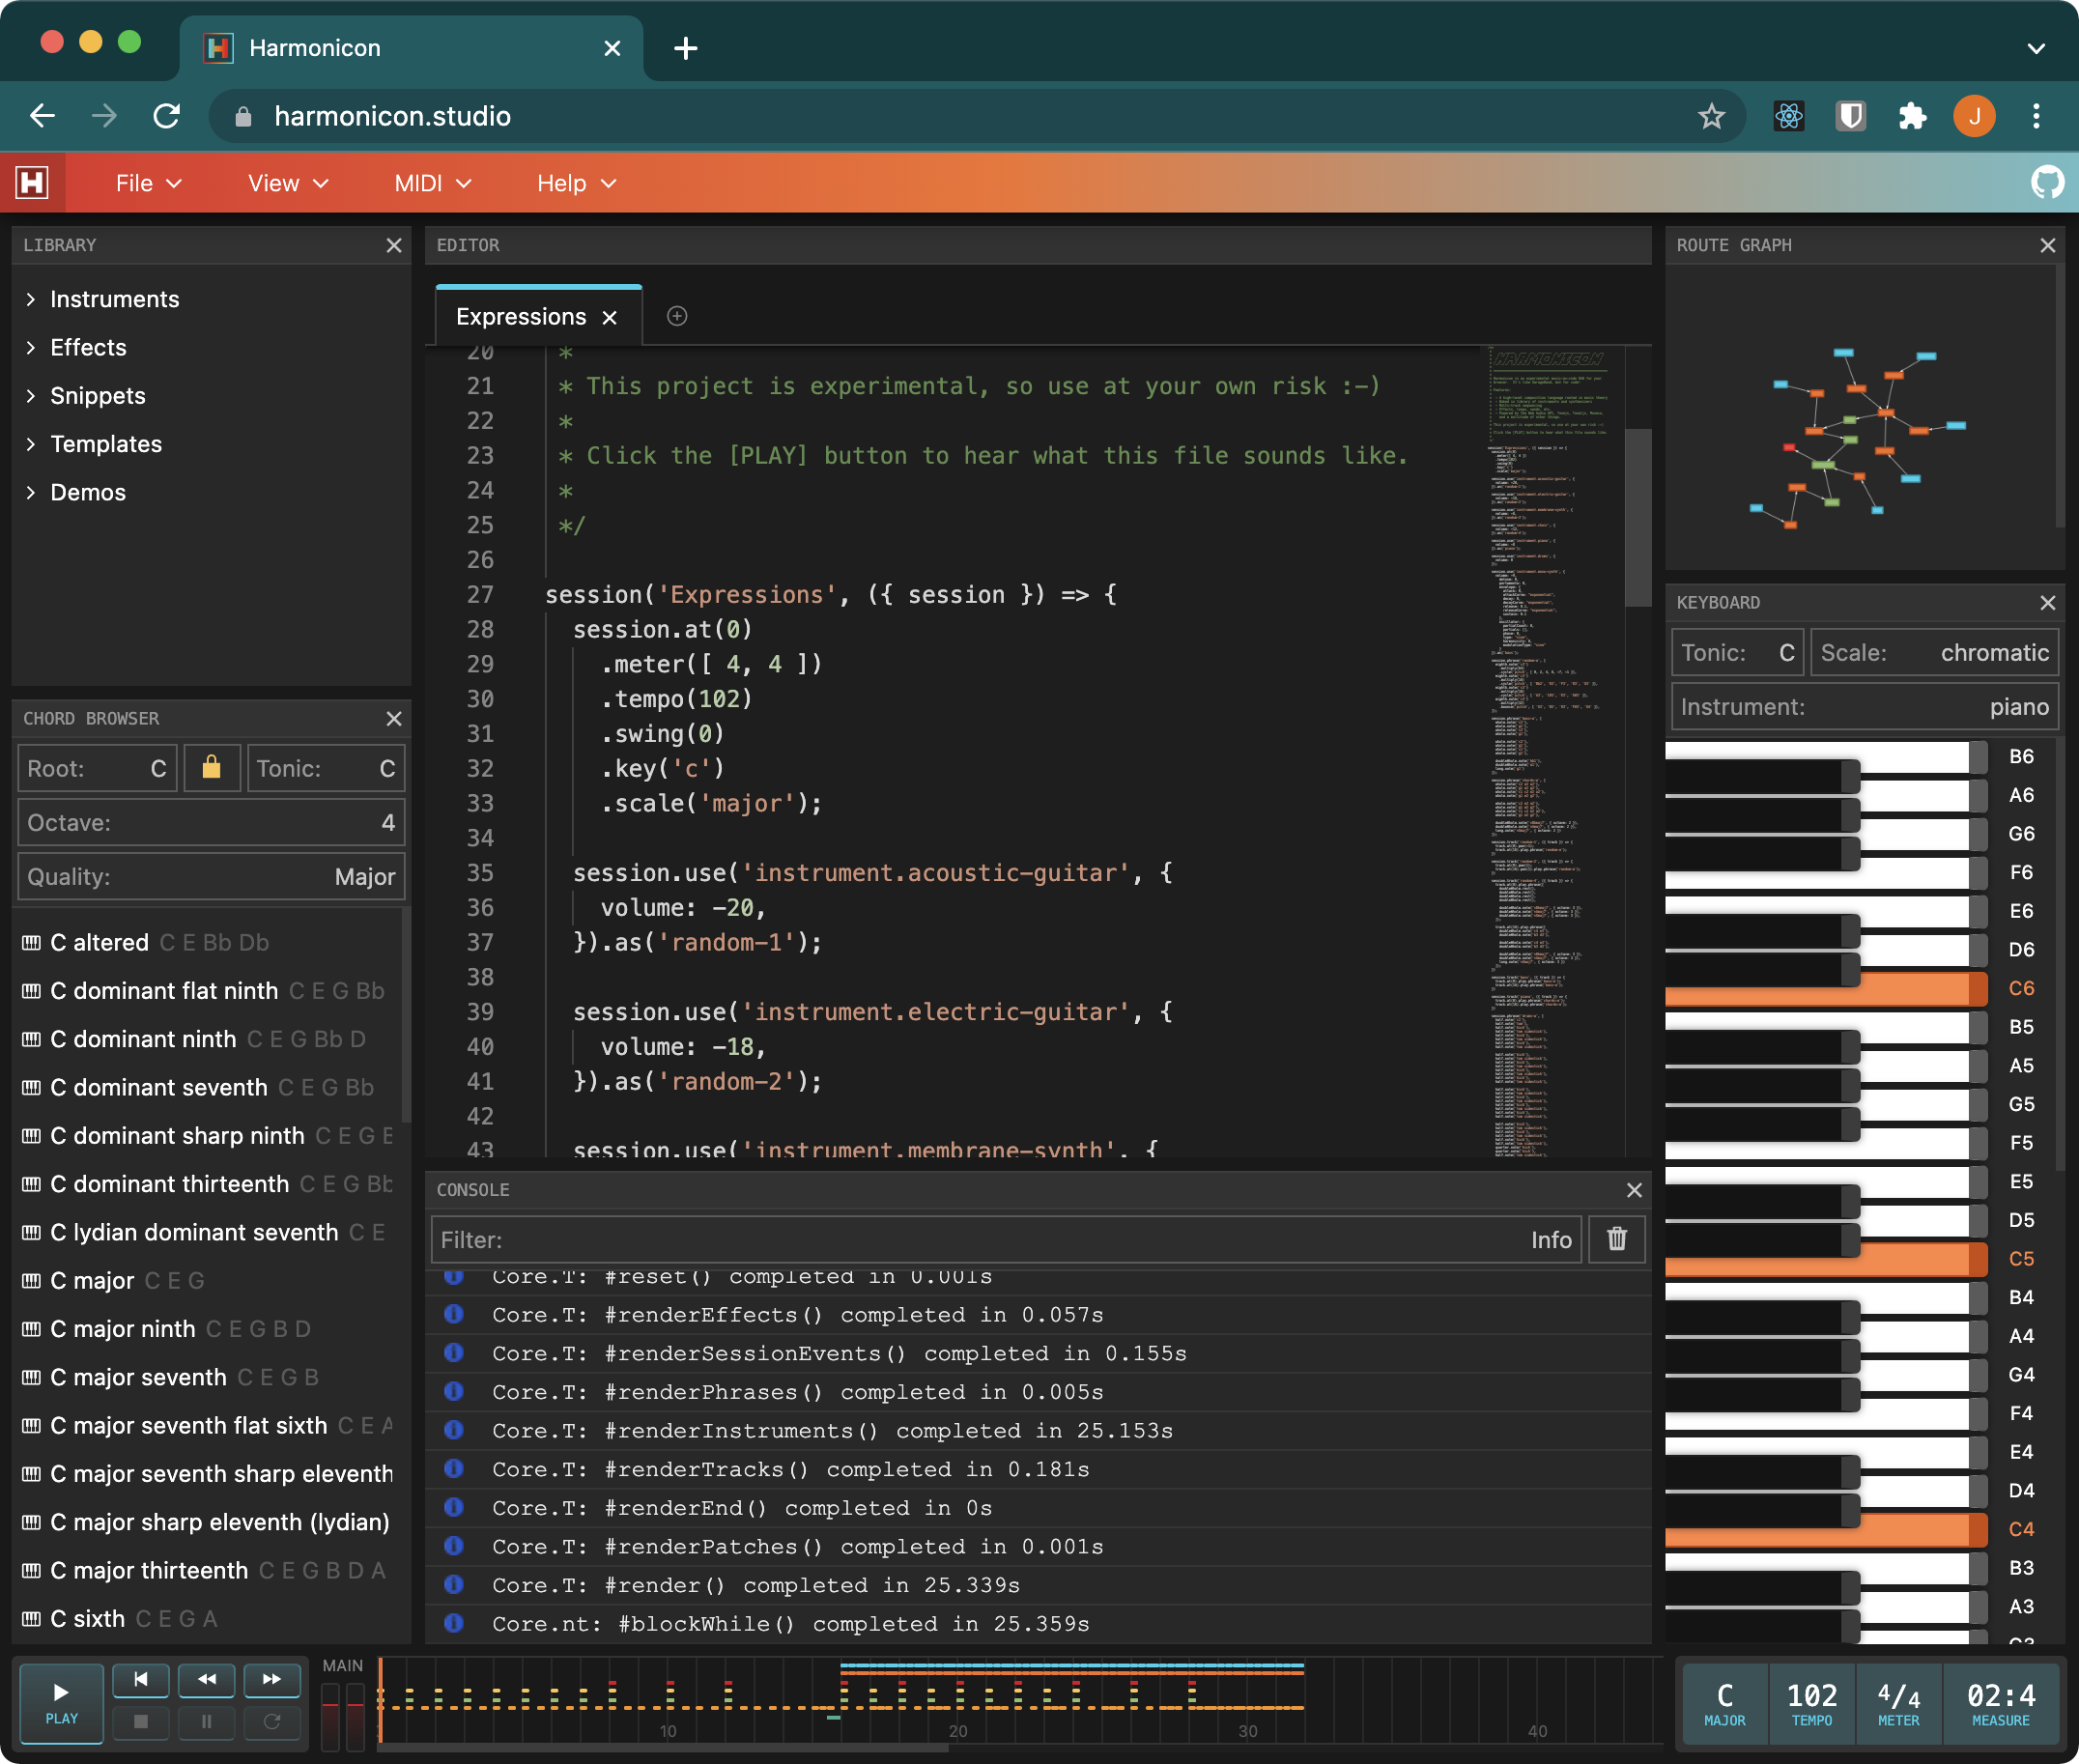 Harmonicon
harmonicon.studio
J
H
File
View
MIDI
Help
LIBRARY
Instruments
Effects
Snippets
Templates
Demos
CHORD BROWSER
Root: C
Tonic: C
Octave: 4
Quality: Major
C altered C E Bb Db
C dominant flat ninth C E G Bb
C dominant ninth C E G Bb D
C dominant seventh C E G Bb
C dominant sharp ninth C E G
C dominant thirteenth C E G Bb
C lydian dominant seventh C E
C major C E G
C major ninth C E G B D
C major seventh C E G B
C major seventh flat sixth C E A
C major seventh sharp eleventh
C major sharp eleventh (lydian)
C major thirteenth C E G B D A
C sixth C E G A
EDITOR
Expressions
20 *
21 * This project is experimental, so use at your own risk :-)
22 *
23 * Click the [PLAY] button to hear what this file sounds like.
24 *
25 */
26
27 session('Expressions', ({ session }) => {
28 session.at(0)
29 .meter([ 4, 4 ])
30 .tempo(102)
31 .swing(0)
32 .key('c')
33 .scale('major');
34
35 session.use('instrument.acoustic-guitar', {
36 volume: -20,
37 }).as('random-1');
38
39 session.use('instrument.electric-guitar', {
40 volume: -18,
41 }).as('random-2');
42
43 session.use('instrument.membrane-synth', {
CONSOLE
Filter: Info
Core.T: #reset() completed in 0.001s
Core.T: #renderEffects() completed in 0.057s
Core.T: #renderSessionEvents() completed in 0.155s
Core.T: #renderPhrases() completed in 0.005s
Core.T: #renderInstruments() completed in 25.153s
Core.T: #renderTracks() completed in 0.181s
Core.T: #renderEnd() completed in 0s
Core.T: #renderPatches() completed in 0.001s
Core.T: #render() completed in 25.339s
Core.nt: #blockWhile() completed in 25.359s
ROUTE GRAPH
KEYBOARD
Tonic: C
Scale: chromatic
Instrument: piano
B6
A6
G6
F6
E6
D6
C6
B5
A5
G5
F5
E5
D5
C5
B4
A4
G4
F4
E4
D4
C4
B3
A3
G3
PLAY
MAIN
10
20
30
40
C
MAJOR
102
TEMPO
4/4
METER
02:4
MEASURE